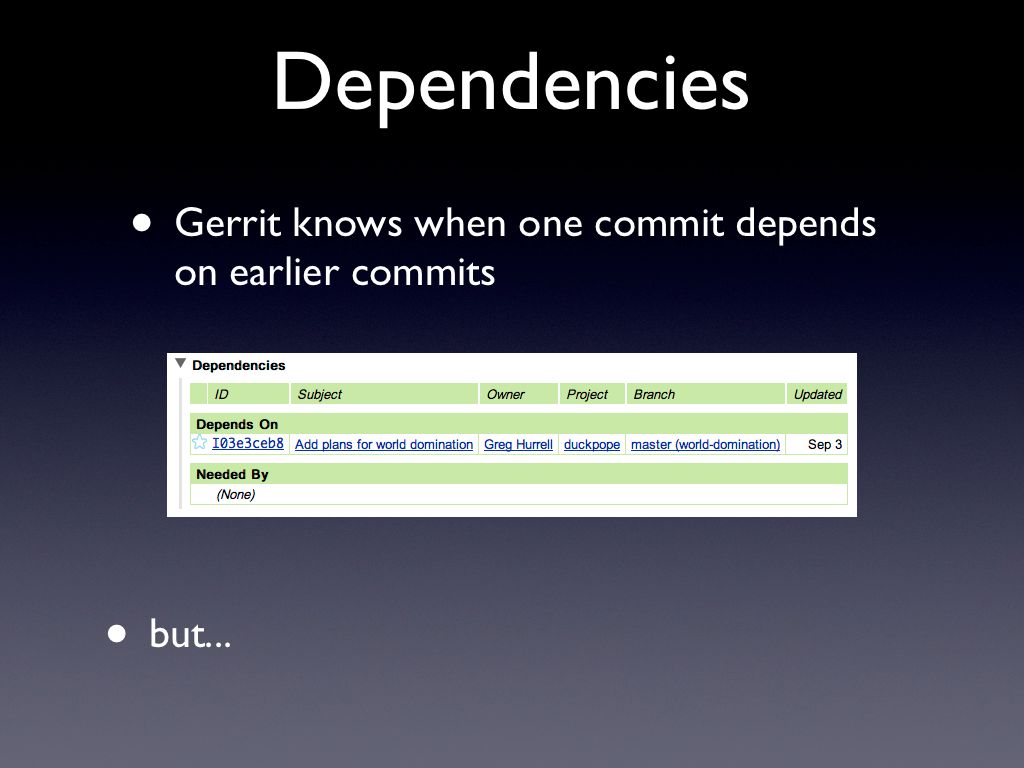 Dependencies
• Gerrit knows when one commit depends
on earlier commits
▼ Dependencies
ID Subject Owner Project Branch Updated
Depends On
☆ I03e3ceb8 Add plans for world domination Greg Hurrell duckpope master (world-domination) Sep 3
Needed By
(None)
• but...